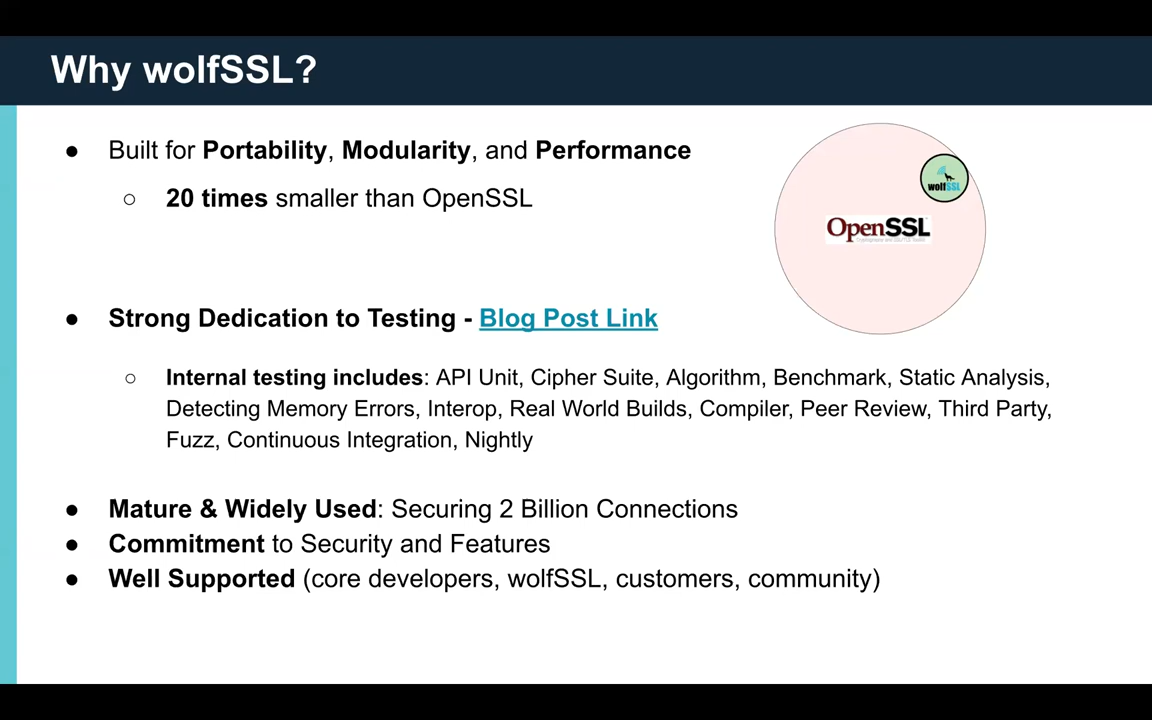 Why wolfSSL?
● Built for Portability, Modularity, and Performance
○ 20 times smaller than OpenSSL
wolfSSL
OpenSSL
● Strong Dedication to Testing - Blog Post Link
○ Internal testing includes: API Unit, Cipher Suite, Algorithm, Benchmark, Static Analysis,
Detecting Memory Errors, Interop, Real World Builds, Compiler, Peer Review, Third Party,
Fuzz, Continuous Integration, Nightly
● Mature & Widely Used: Securing 2 Billion Connections
● Commitment to Security and Features
● Well Supported (core developers, wolfSSL, customers, community)